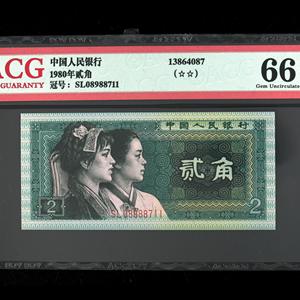 ACG
GUARANTY
中国人民银行
1980年贰角
冠号: SL08988711
13864087
(☆☆)
66
Gem Uncirculated
中国人民银行
贰角
SL08988711
2
2